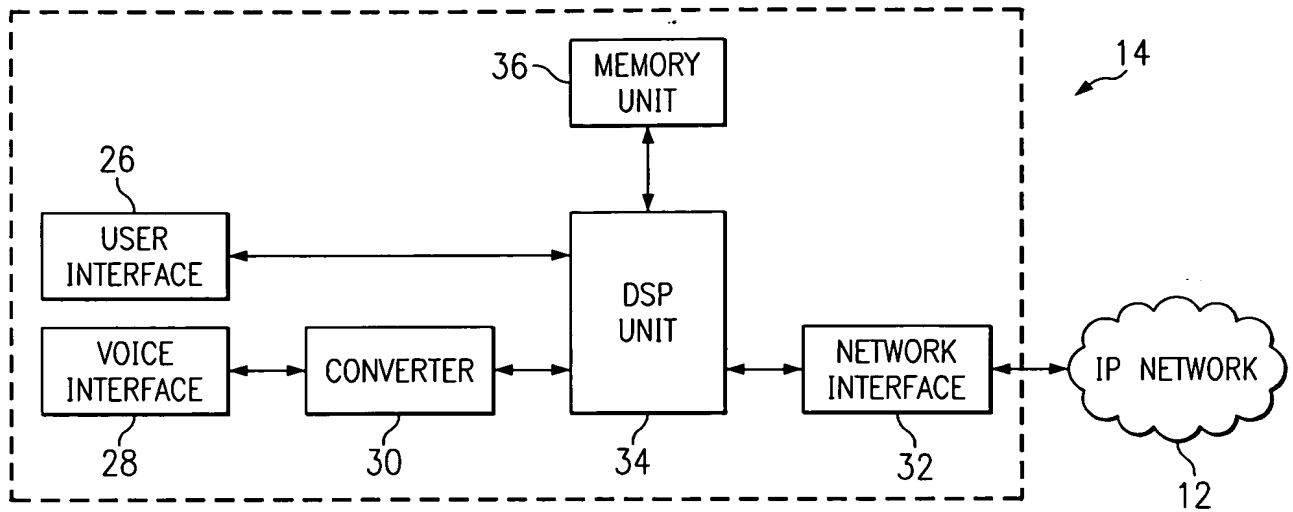 36
MEMORY
UNIT
14
26
USER
INTERFACE
DSP
UNIT
VOICE
INTERFACE
CONVERTER
NETWORK
INTERFACE
IP NETWORK
28
30
34
32
12